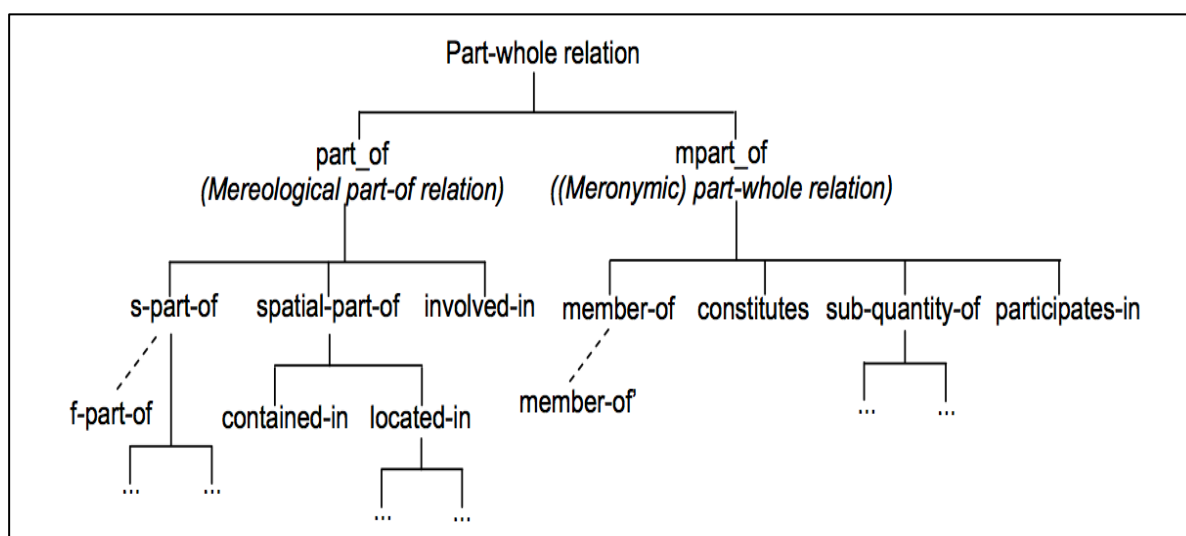 Part-whole relation
part_of
(Mereological part-of relation)
mpart_of
((Meronymic) part-whole relation)
s-part-of spatial-part-of involved-in member-of constitutes sub-quantity-of participates-in
f-part-of contained-in located-in member-of' ... ...
... ... ... ...